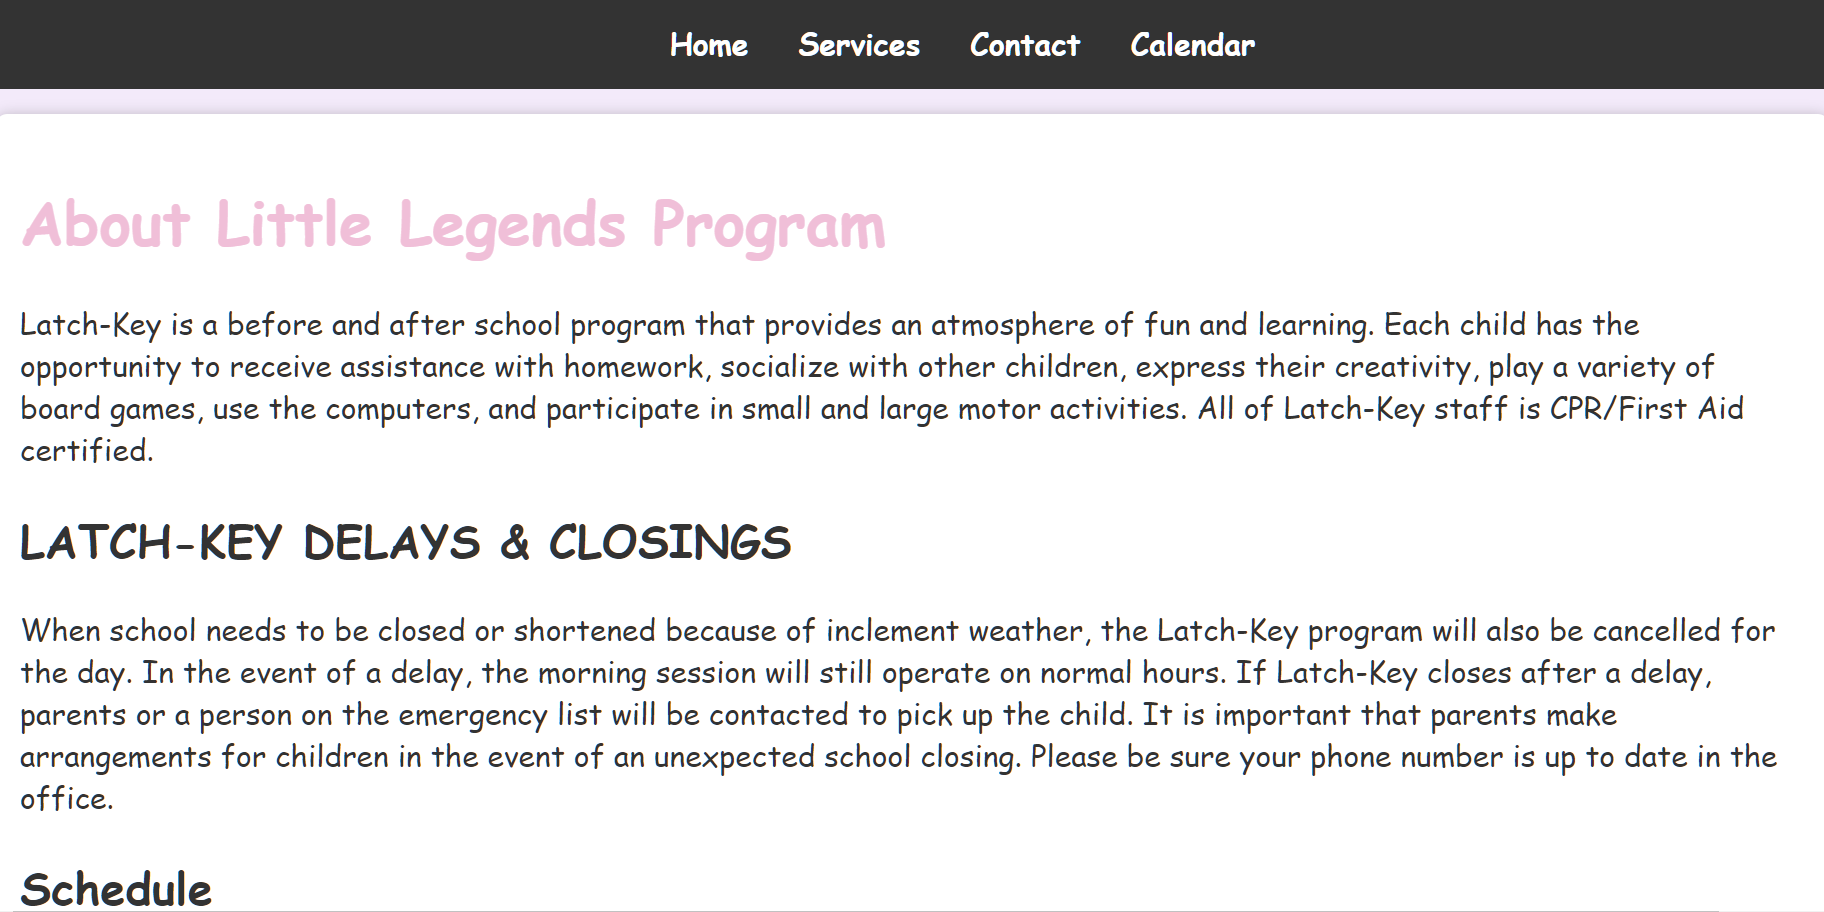 Home Services Contact Calendar
About Little Legends Program
Latch-Key is a before and after school program that provides an atmosphere of fun and learning. Each child has the
opportunity to receive assistance with homework, socialize with other children, express their creativity, play a variety of
board games, use the computers, and participate in small and large motor activities. All of Latch-Key staff is CPR/First Aid
certified.
LATCH-KEY DELAYS & CLOSINGS
When school needs to be closed or shortened because of inclement weather, the Latch-Key program will also be cancelled for
the day. In the event of a delay, the morning session will still operate on normal hours. If Latch-Key closes after a delay,
parents or a person on the emergency list will be contacted to pick up the child. It is important that parents make
arrangements for children in the event of an unexpected school closing. Please be sure your phone number is up to date in the
office.
Schedule